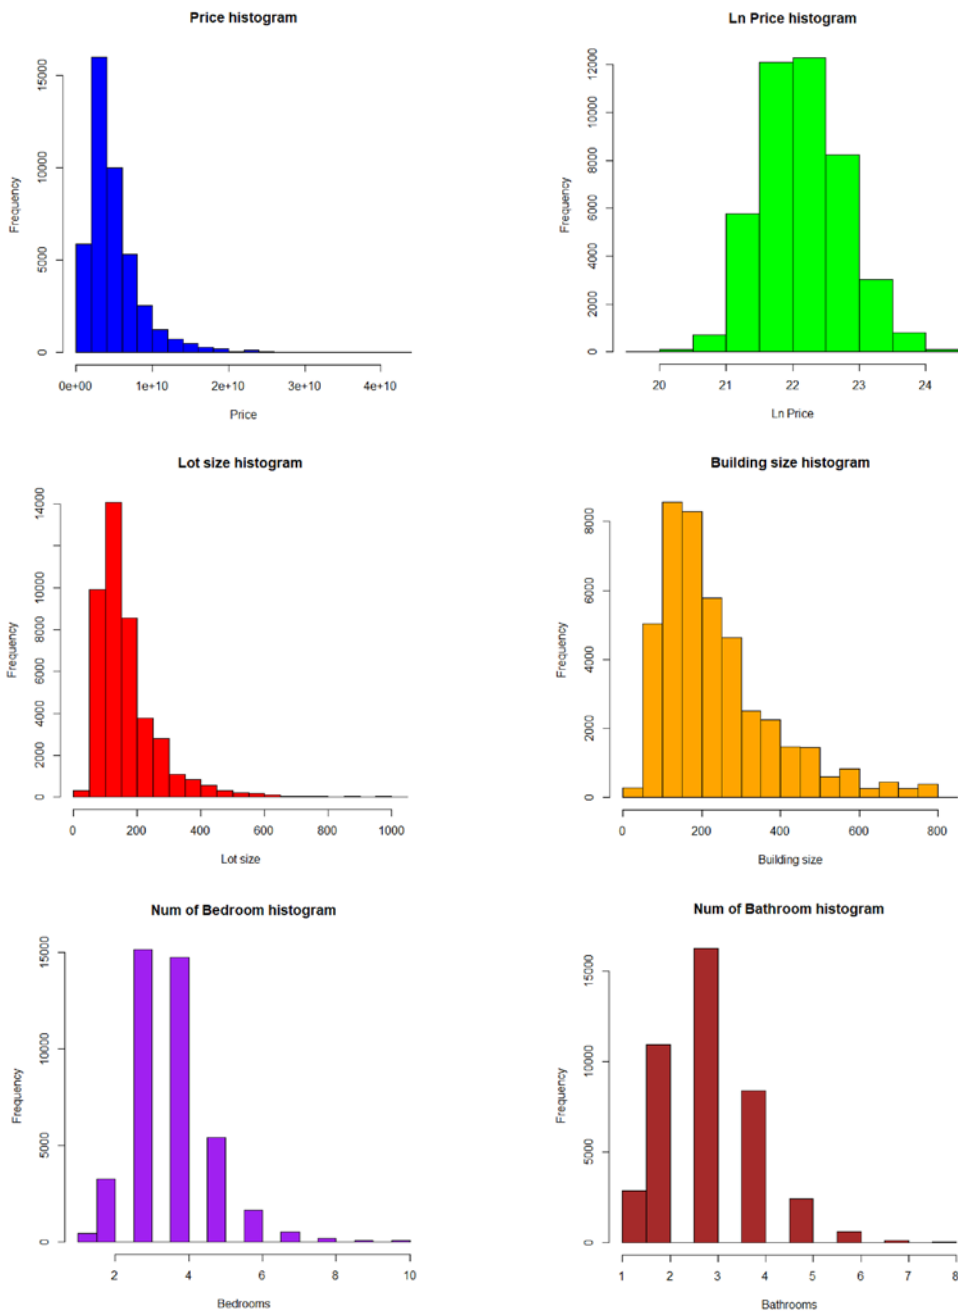 Price histogram
Frequency
15000
10000
5000
0
0e+00 1e+10 2e+10 3e+10 4e+10
Price
Ln Price histogram
Frequency
12000
10000
8000
6000
4000
2000
0
20 21 22 23 24
Ln Price
Lot size histogram
Frequency
14000
10000
8000
6000
4000
2000
0
0 200 400 600 800 1000
Lot size
Building size histogram
Frequency
8000
6000
4000
2000
0
0 200 400 600 800
Building size
Num of Bedroom histogram
Frequency
15000
10000
5000
0
2 4 6 8 10
Bedrooms
Num of Bathroom histogram
Frequency
15000
10000
5000
0
1 2 3 4 5 6 7 8
Bathrooms